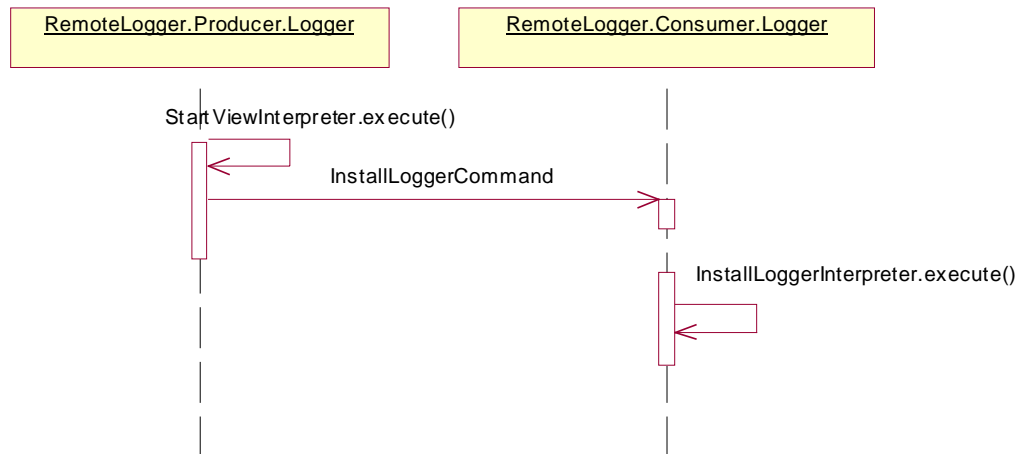 RemoteLogger.Producer.Logger
RemoteLogger.Consumer.Logger
StartViewInterpreter.execute()
InstallLoggerCommand
InstallLoggerInterpreter.execute()